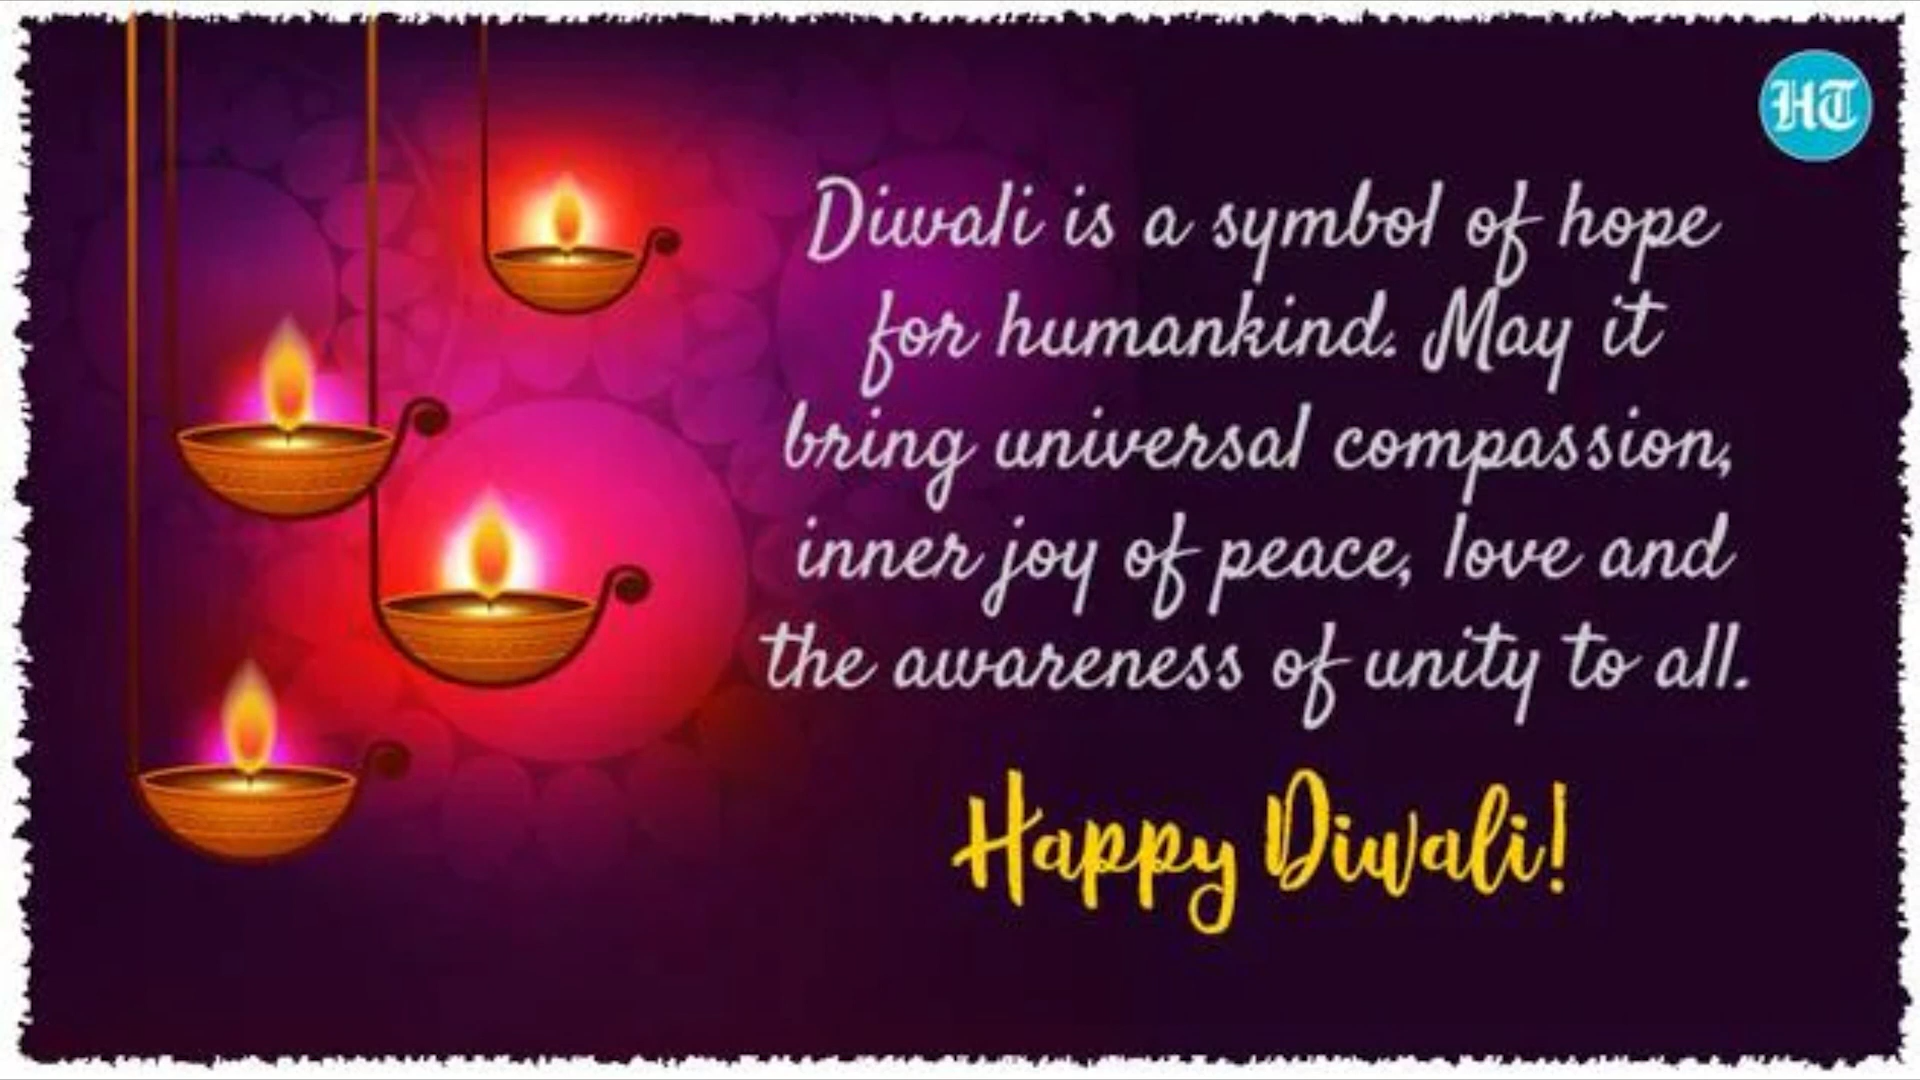 HT
Diwali is a symbol of hope
for humankind. May it
bring universal compassion,
inner joy of peace, love and
the awareness of unity to all.
Happy Diwali!